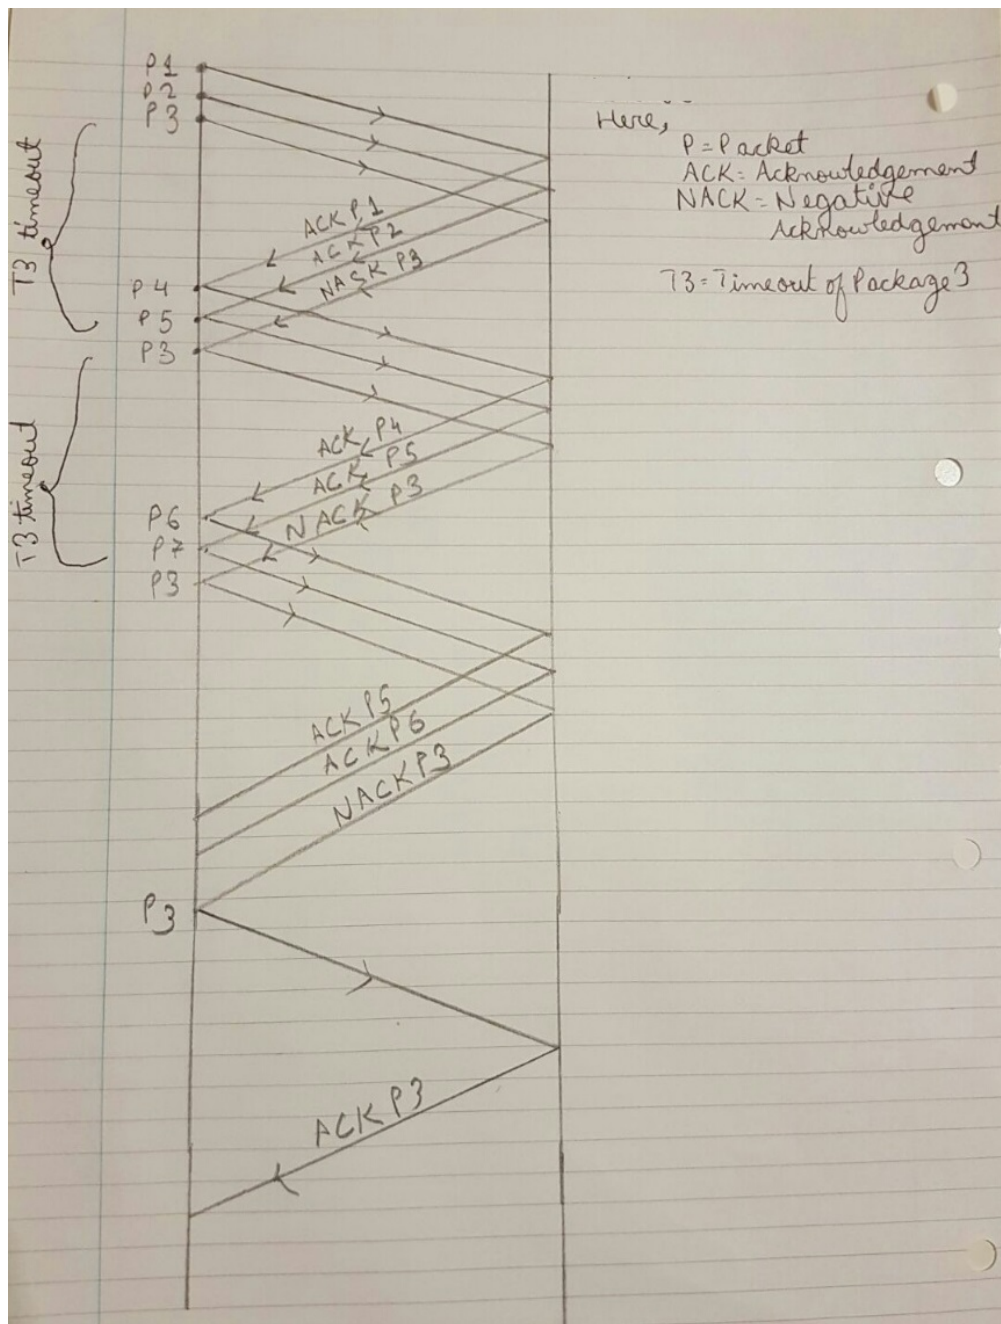 P1
P2
P3
T3 timeout
ACK P1
ACK P2
NASK P3
P4
P5
P3
T3 timeout
ACK P4
ACK P5
NACK P3
P6
P7
P3
ACK P5
ACK P6
NACK P3
P3
ACK P3
Here,
P = Packet
ACK = Acknowledgement
NACK = Negative
Acknowledgement
T3 = Timeout of Package 3